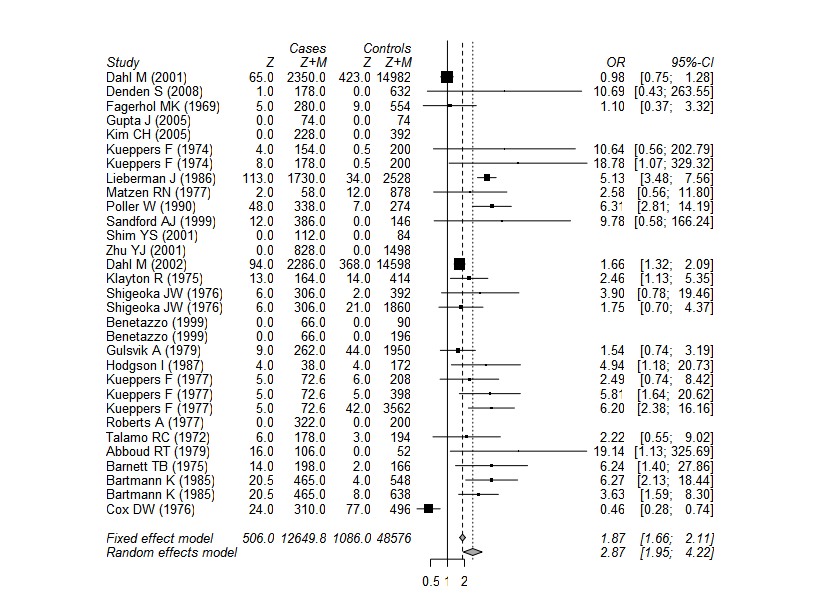 Cases Controls
Study Z Z+M Z Z+M OR 95%-CI
Dahl M (2001) 65.0 2350.0 423.0 14982 0.98 [0.75; 1.28]
Denden S (2008) 1.0 178.0 0.0 632 10.69 [0.43; 263.55]
Fagerhol MK (1969) 5.0 280.0 9.0 554 1.10 [0.37; 3.32]
Gupta J (2005) 0.0 74.0 0.0 74
Kim CH (2005) 0.0 228.0 0.0 392
Kueppers F (1974) 4.0 154.0 0.5 200 10.64 [0.56; 202.79]
Kueppers F (1974) 8.0 178.0 0.5 200 18.78 [1.07; 329.32]
Lieberman J (1986) 113.0 1730.0 34.0 2528 5.13 [3.48; 7.56]
Matzen RN (1977) 2.0 58.0 12.0 878 2.58 [0.56; 11.80]
Poller W (1990) 48.0 338.0 7.0 274 6.31 [2.81; 14.19]
Sandford AJ (1999) 12.0 386.0 0.0 146 9.78 [0.58; 166.24]
Shim YS (2001) 0.0 112.0 0.0 84
Zhu YJ (2001) 0.0 828.0 0.0 1498
Dahl M (2002) 94.0 2286.0 368.0 14598 1.66 [1.32; 2.09]
Klayton R (1975) 13.0 164.0 14.0 414 2.46 [1.13; 5.35]
Shigeoka JW (1976) 6.0 306.0 2.0 392 3.90 [0.78; 19.46]
Shigeoka JW (1976) 6.0 306.0 21.0 1860 1.75 [0.70; 4.37]
Benetazzo (1999) 0.0 66.0 0.0 90
Benetazzo (1999) 0.0 66.0 0.0 196
Gulsvik A (1979) 9.0 262.0 44.0 1950 1.54 [0.74; 3.19]
Hodgson I (1987) 4.0 38.0 4.0 172 4.94 [1.18; 20.73]
Kueppers F (1977) 5.0 72.6 6.0 208 2.49 [0.74; 8.42]
Kueppers F (1977) 5.0 72.6 5.0 398 5.81 [1.64; 20.62]
Kueppers F (1977) 5.0 72.6 42.0 3562 6.20 [2.38; 16.16]
Roberts A (1977) 0.0 322.0 0.0 200
Talamo RC (1972) 6.0 178.0 3.0 194 2.22 [0.55; 9.02]
Abboud RT (1979) 16.0 106.0 0.0 52 19.14 [1.13; 325.69]
Barnett TB (1975) 14.0 198.0 2.0 166 6.24 [1.40; 27.86]
Bartmann K (1985) 20.5 465.0 4.0 548 6.27 [2.13; 18.44]
Bartmann K (1985) 20.5 465.0 8.0 638 3.63 [1.59; 8.30]
Cox DW (1976) 24.0 310.0 77.0 496 0.46 [0.28; 0.74]
Fixed effect model 506.0 12649.8 1086.0 48576 1.87 [1.66; 2.11]
Random effects model 2.87 [1.95; 4.22]
0.5 1 2